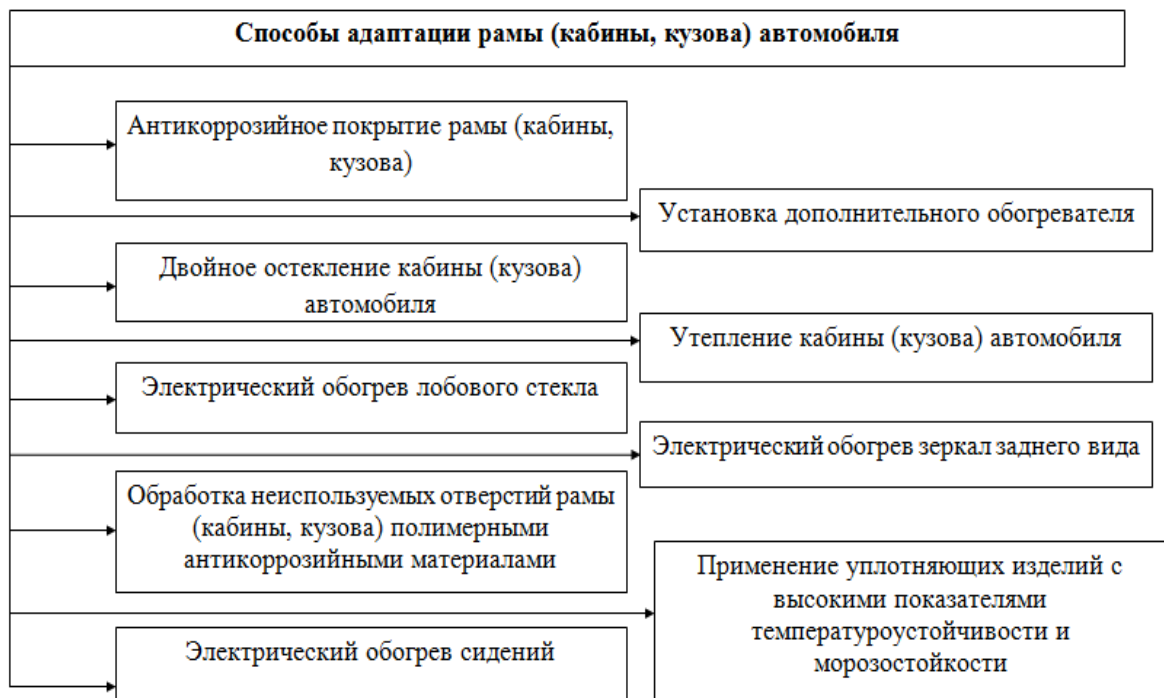 Способы адаптации рамы (кабины, кузова) автомобиля
Антикоррозийное покрытие рамы (кабины,
кузова)
Установка дополнительного обогревателя
Двойное остекление кабины (кузова)
автомобиля
Утепление кабины (кузова) автомобиля
Электрический обогрев лобового стекла
Электрический обогрев зеркал заднего вида
Обработка неиспользуемых отверстий рамы
(кабины, кузова) полимерными
антикоррозийными материалами
Применение уплотняющих изделий с
высокими показателями
температуроустойчивости и
морозостойкости
Электрический обогрев сидений